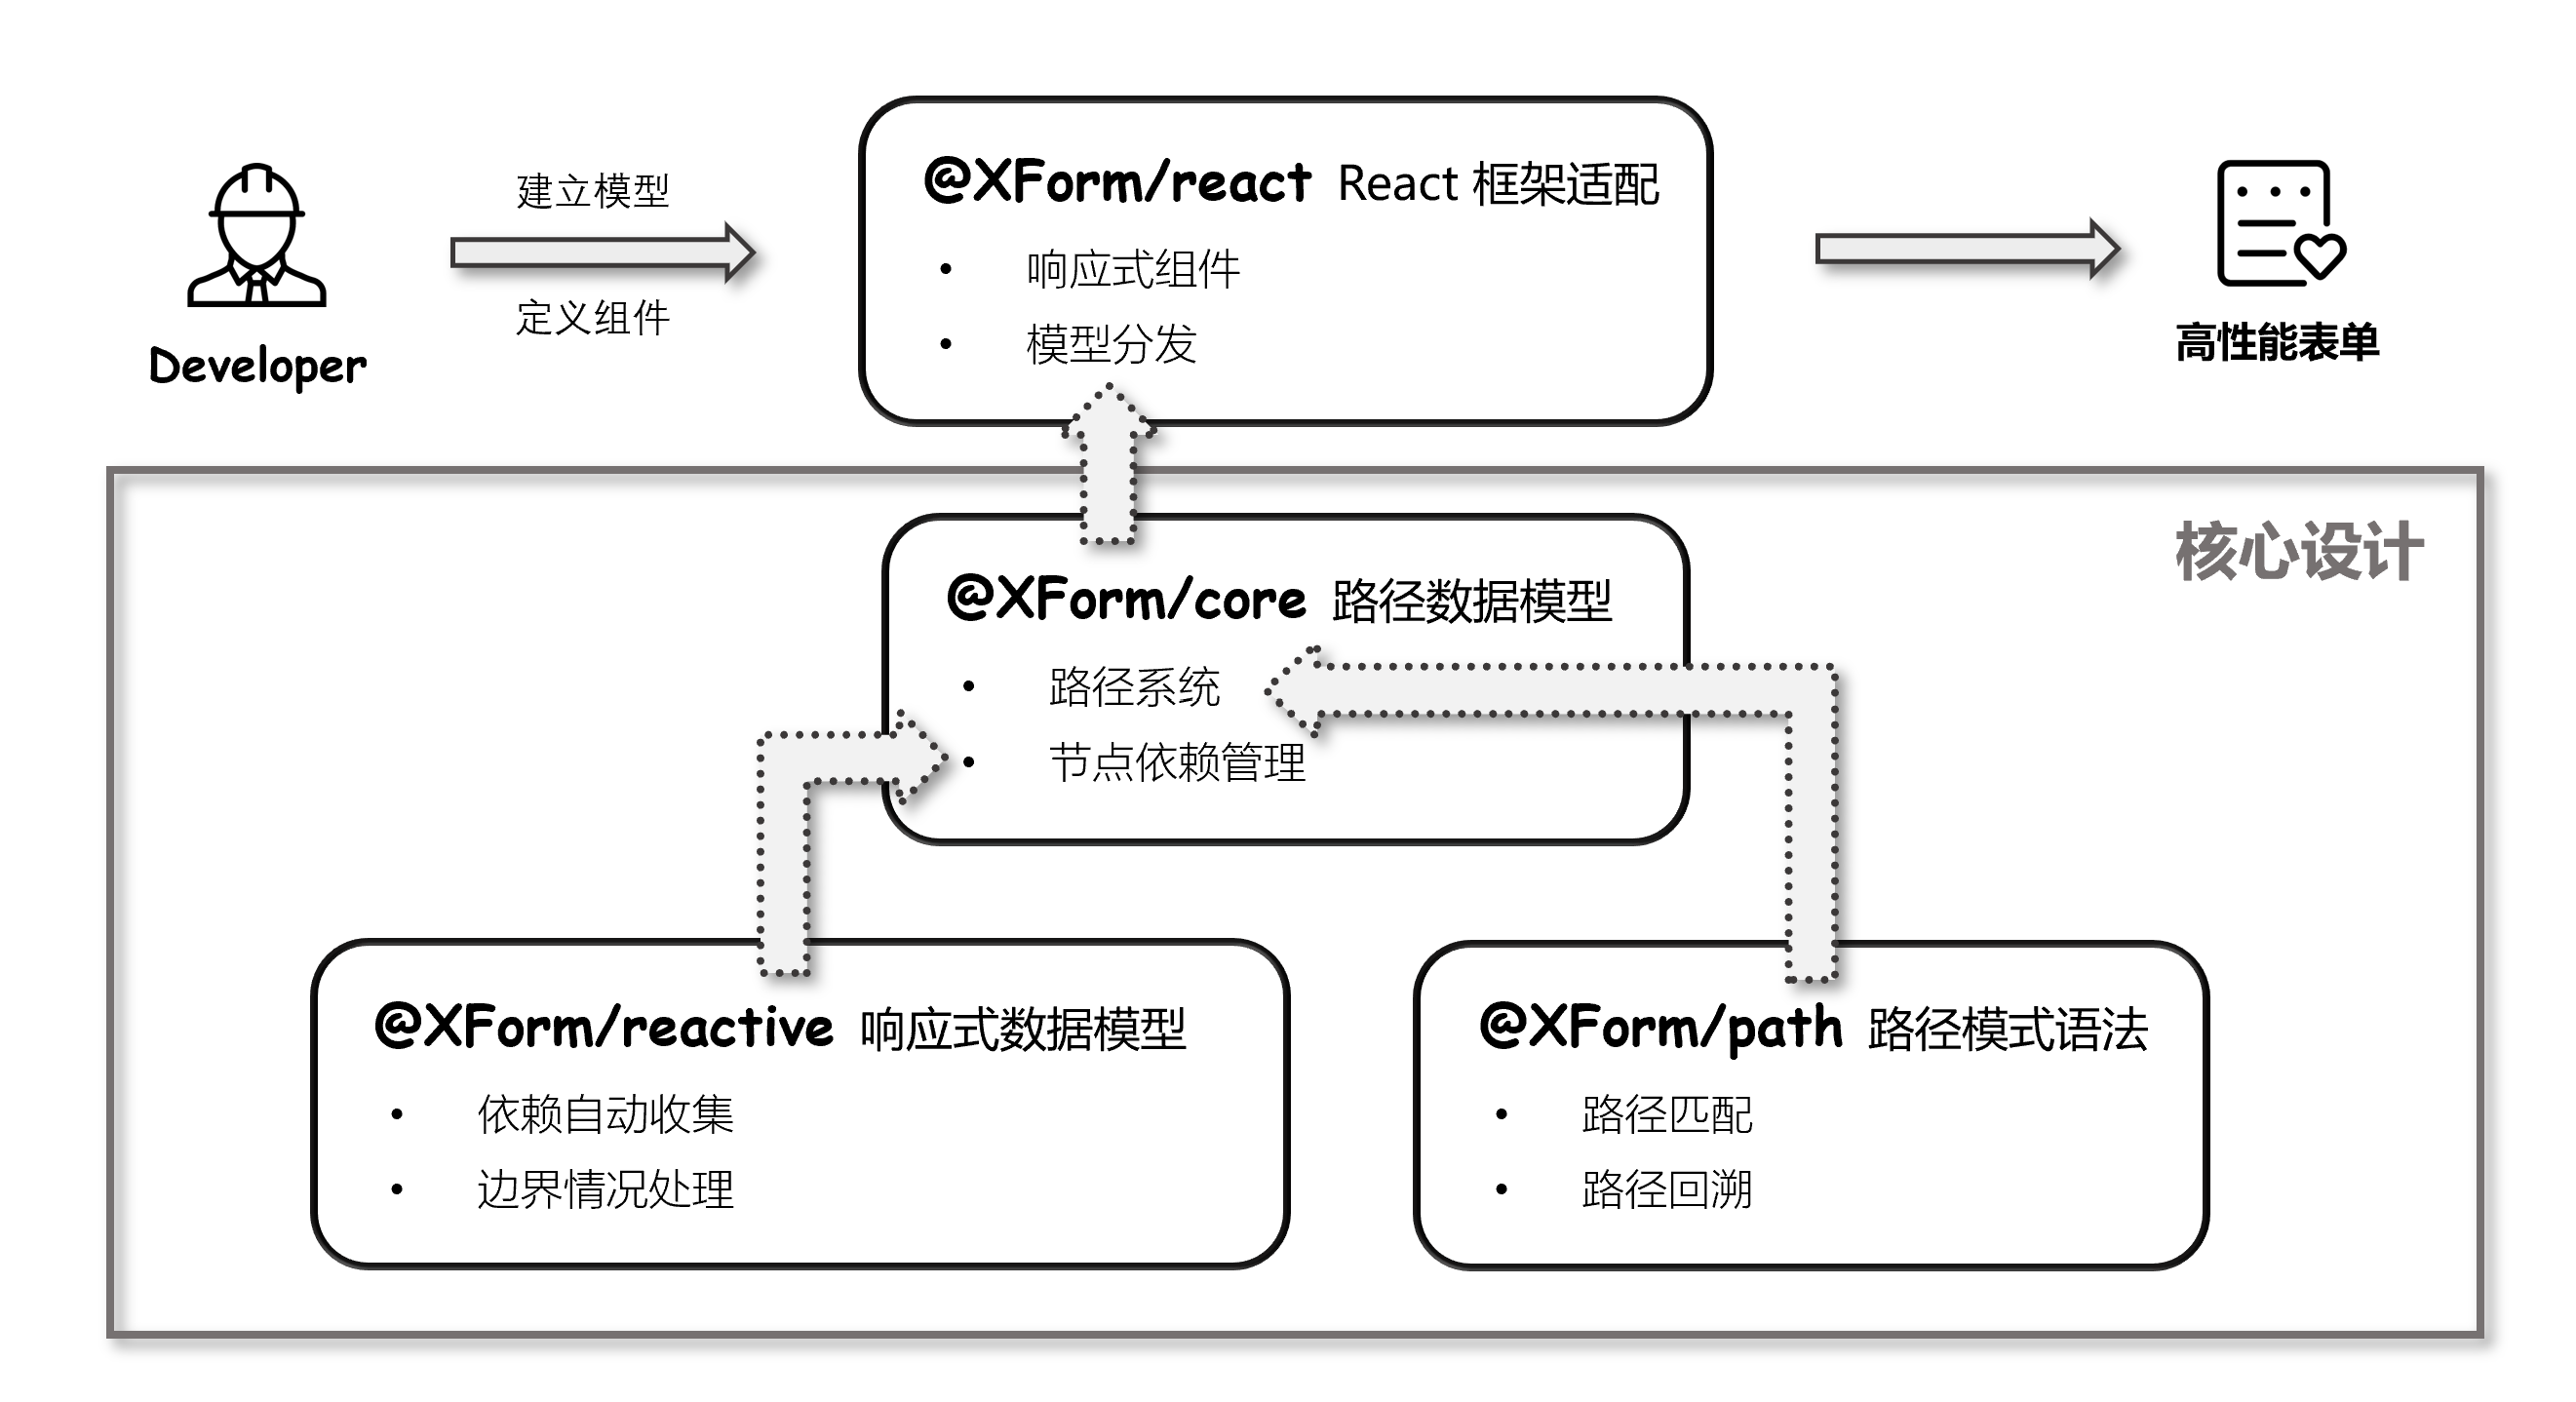 @XForm/react React 框架适配
建立模型
定义组件
Developer
• 响应式组件
• 模型分发
高性能表单
核心设计
@XForm/core 路径数据模型
• 路径系统
• 节点依赖管理
@XForm/reactive 响应式数据模型
• 依赖自动收集
• 边界情况处理
@XForm/path 路径模式语法
• 路径匹配
• 路径回溯